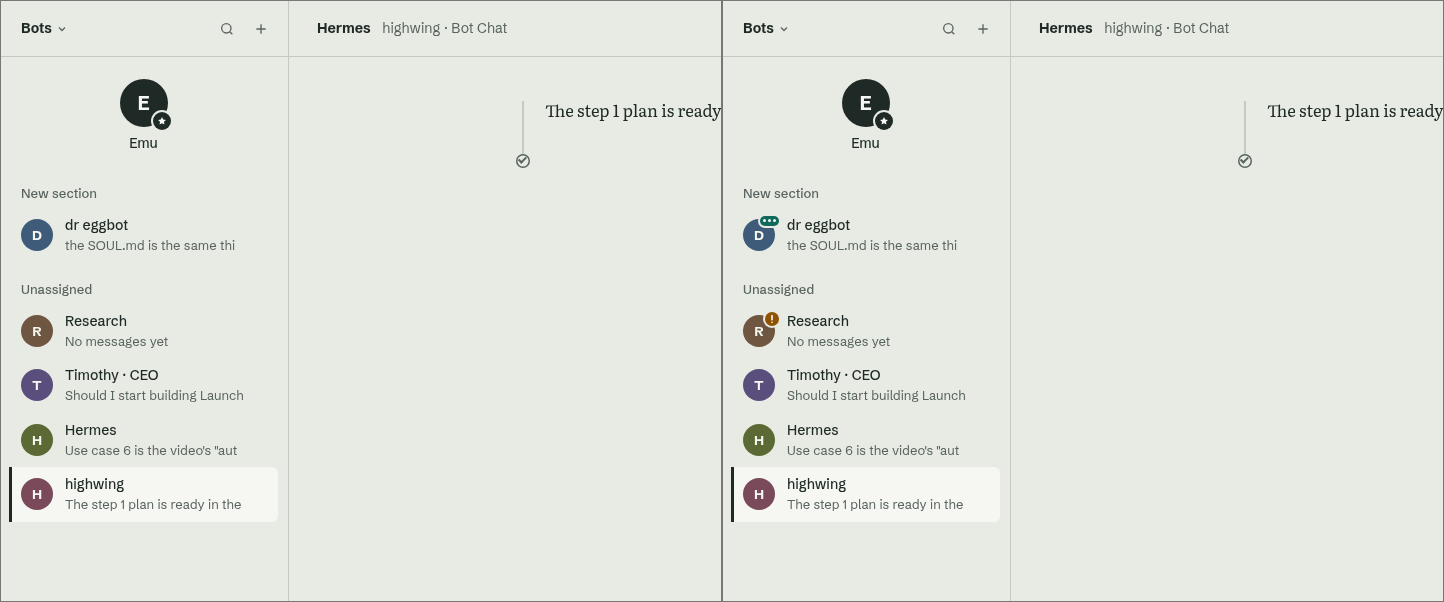 Bots
Hermes highwing · Bot Chat
E
Emu
The step 1 plan is ready
New section
D
dr eggbot
the SOUL.md is the same thi
Unassigned
R
Research
No messages yet
T
Timothy · CEO
Should I start building Launch
H
Hermes
Use case 6 is the video's "aut
H
highwing
The step 1 plan is ready in the
Bots
Hermes highwing · Bot Chat
E
Emu
The step 1 plan is ready
New section
D
dr eggbot
the SOUL.md is the same thi
Unassigned
!
R
Research
No messages yet
T
Timothy · CEO
Should I start building Launch
H
Hermes
Use case 6 is the video's "aut
H
highwing
The step 1 plan is ready in the